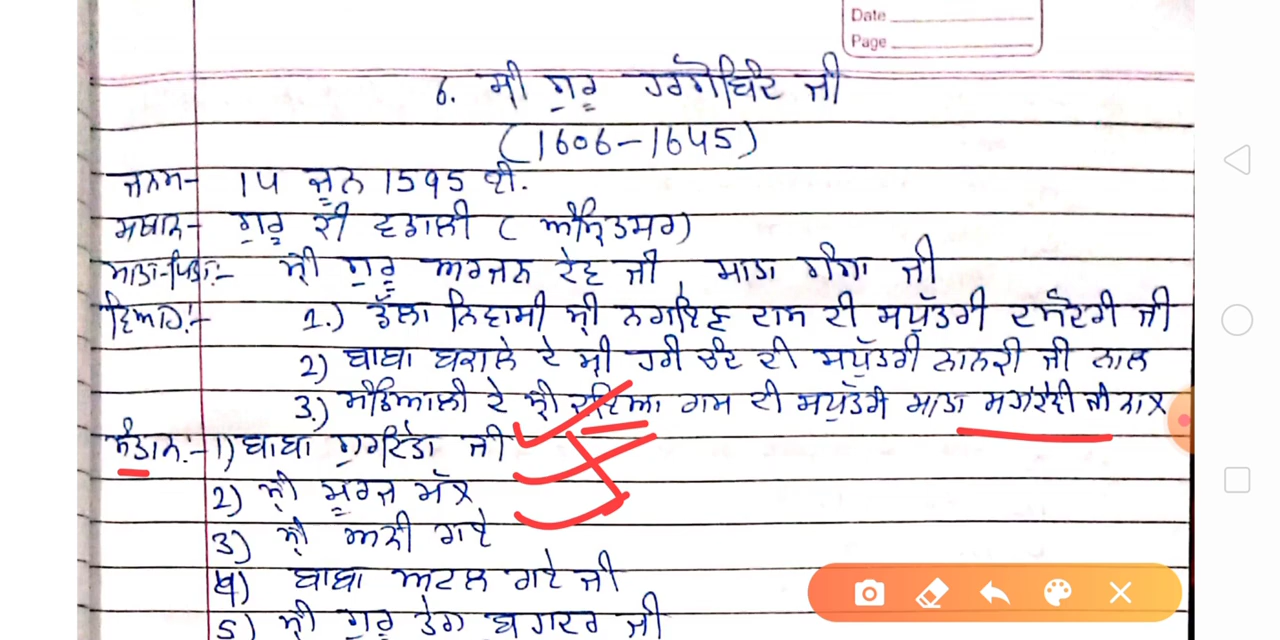 Date
Page
6. ਸ੍ਰੀ ਗੁਰੂ ਹਰਗੋਬਿੰਦ ਜੀ
(1606-1645)
ਜਨਮ- 14 ਜੂਨ 1595 ਈ.
ਸਥਾਨ- ਗੁਰੂ ਦੀ ਵਡਾਲੀ ( ਅੰਮ੍ਰਿਤਸਰ)
ਮਾਤਾ-ਪਿਤਾ:- ਸ੍ਰੀ ਗੁਰੂ ਅਰਜਨ ਦੇਵ ਜੀ, ਮਾਤਾ ਗੰਗਾ ਜੀ
ਵਿਆਹ:- 1.) ਡੱਲਾ ਨਿਵਾਸੀ ਸ੍ਰੀ ਨਰਾਇਣ ਦਾਸ ਦੀ ਸਪੁੱਤਰੀ ਦਮੋਦਰੀ ਜੀ
2) ਬਾਬਾ ਬਕਾਲੇ ਦੇ ਸ੍ਰੀ ਹਰੀ ਚੰਦ ਦੀ ਸਪੁੱਤਰੀ ਨਾਨਕੀ ਜੀ ਨਾਲ
3.) ਮੰਡਿਆਲੀ ਦੇ ਸ੍ਰੀ ਦਇਆ ਰਾਮ ਦੀ ਸਪੁੱਤਰੀ ਮਾਤਾ ਜੀ ਨਾਲ
ਸੰਤਾਨ:- 1) ਬਾਬਾ ਗੁਰਦਿੱਤਾ ਜੀ
2) ਸ੍ਰੀ ਸੂਰਜ ਮੱਲ
3) ਸ੍ਰੀ ਅਨੀ ਰਾਏ
4) ਬਾਬਾ ਅਟਲ ਰਾਏ ਜੀ
5) ਸ੍ਰੀ ਗੁਰੂ ਤੇਗ ਬਹਾਦਰ ਜੀ